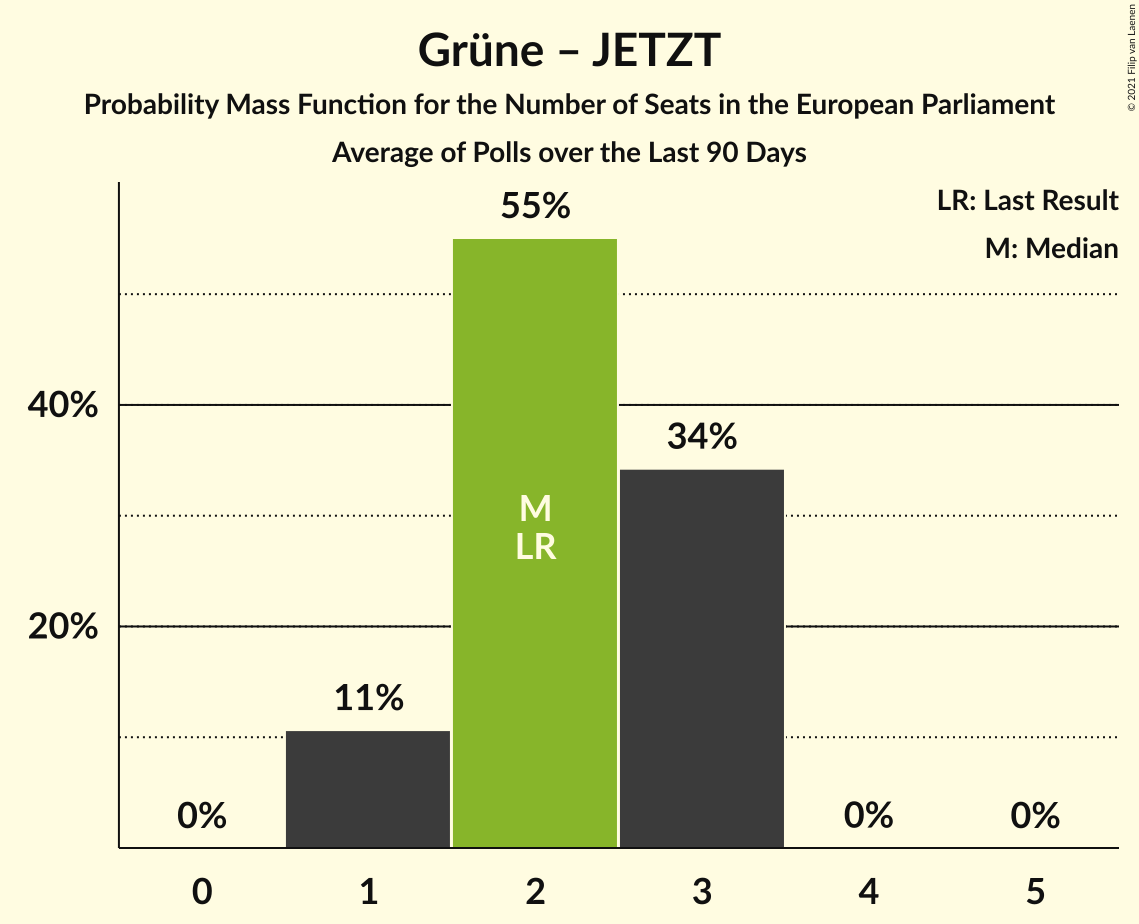 Grüne – JETZT
Probability Mass Function for the Number of Seats in the European Parliament
Average of Polls over the Last 90 Days
© 2021 Filip van Laenen
LR: Last Result
M: Median
55%
40%
34%
M
LR
20%
11%
0%
0%
0%
0 1 2 3 4 5